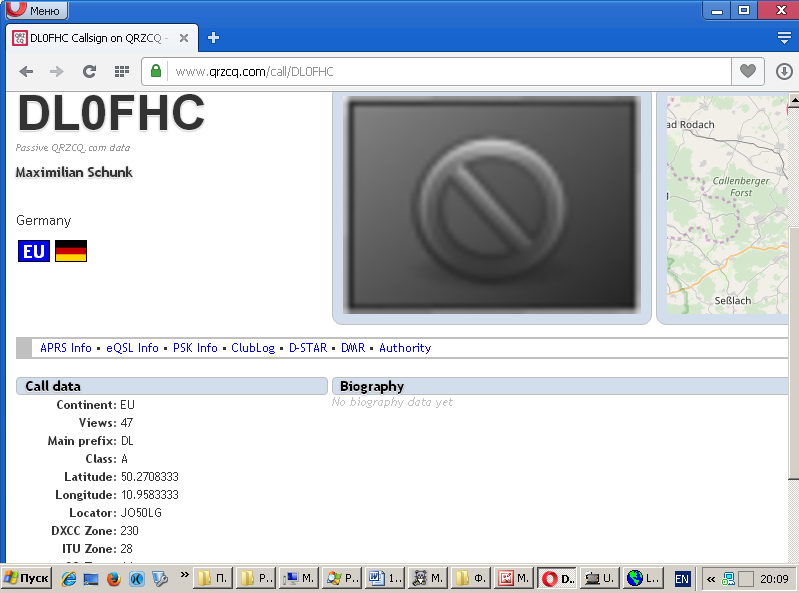 Меню
DL0FHC Callsign on QRZCQ -
www.qrzcq.com/call/DL0FHC
DL0FHC
Passive QRZCQ.com data
Maximilian Schunk
Germany
EU
ad Rodach
Callenberger
Forst
Seßlach
APRS Info • eQSL Info • PSK Info • ClubLog • D-STAR • DMR • Authority
Call data
Biography
No biography data yet
Continent: EU
Views: 47
Main prefix: DL
Class: A
Latitude: 50.2708333
Longitude: 10.9583333
Locator: JO50LG
DXCC Zone: 230
ITU Zone: 28
Пуск
»
П.
P..
M.
P..
1..
M.
Ф.
M.
D..
U.
L..
EN
«
20:09